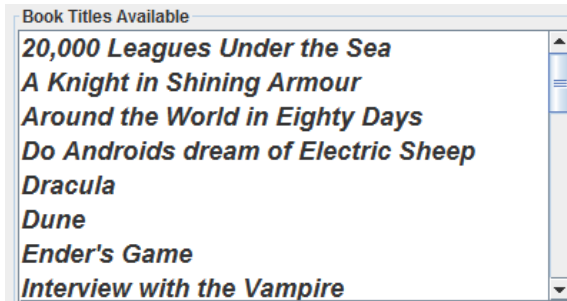 Book Titles Available
20,000 Leagues Under the Sea
A Knight in Shining Armour
Around the World in Eighty Days
Do Androids dream of Electric Sheep
Dracula
Dune
Ender's Game
Interview with the Vampire